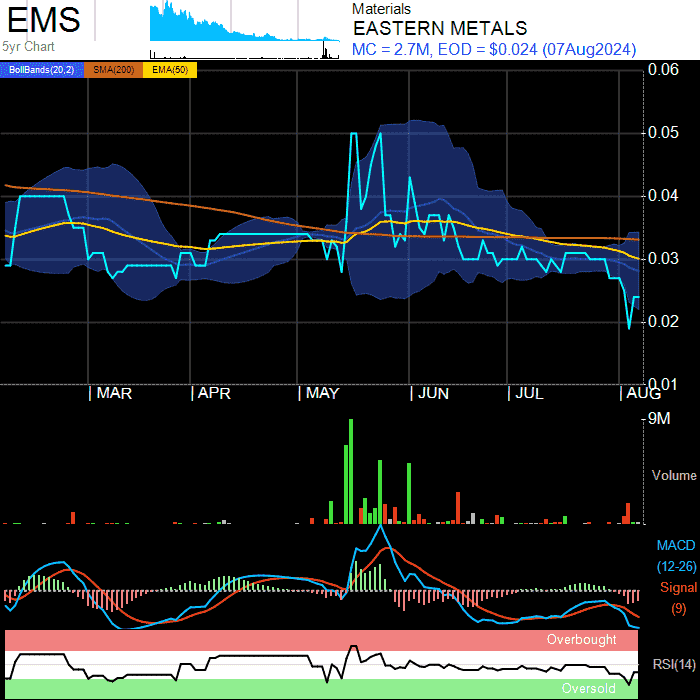 EMS
5yr Chart
Materials
EASTERN METALS
MC = 2.7M, EOD = $0.024 (07Aug2024)
BollBands(20,2) SMA(200) EMA(50)
0.06
0.05
0.04
0.03
0.02
0.01
MAR APR MAY JUN JUL AUG
9M
Volume
MACD
(12-26)
Signal
(9)
Overbought
RSI(14)
Oversold